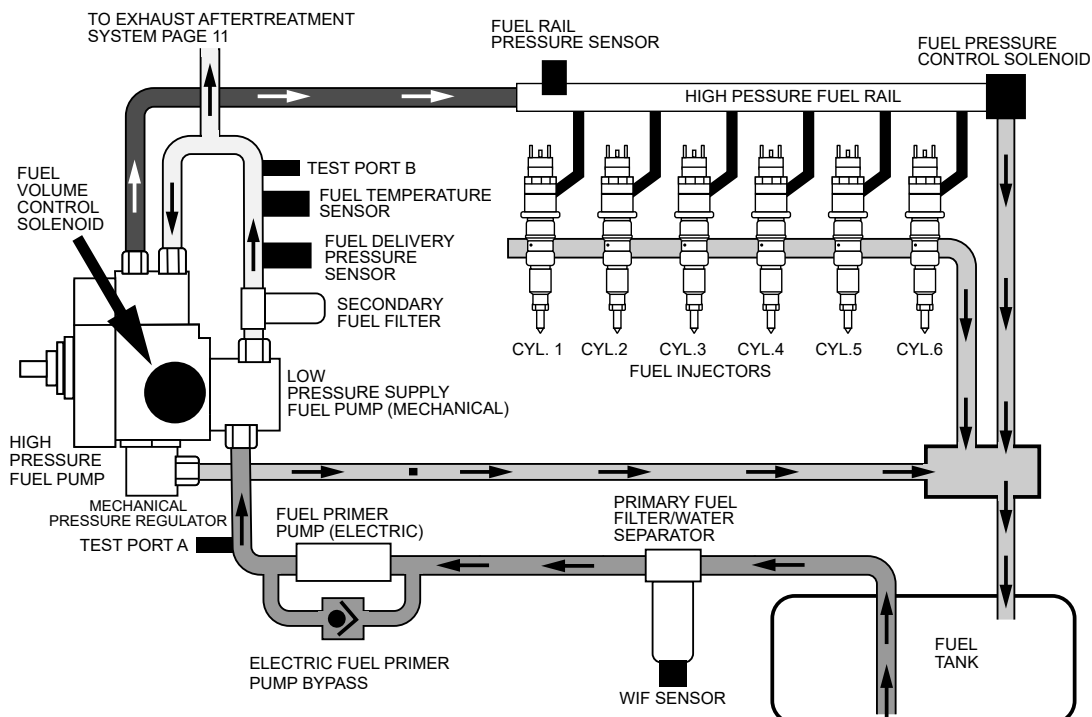 TO EXHAUST AFTERTREATMENT
SYSTEM PAGE 11
FUEL RAIL
PRESSURE SENSOR
FUEL PRESSURE
CONTROL SOLENOID
HIGH PESSURE FUEL RAIL
FUEL
VOLUME
CONTROL
SOLENOID
TEST PORT B
FUEL TEMPERATURE
SENSOR
FUEL DELIVERY
PRESSURE
SENSOR
SECONDARY
FUEL FILTER
CYL. 1
CYL.2
CYL.3
CYL.4
CYL.5
CYL.6
FUEL INJECTORS
LOW
PRESSURE SUPPLY
FUEL PUMP (MECHANICAL)
HIGH
PRESSURE
FUEL PUMP
MECHANICAL
PRESSURE REGULATOR
TEST PORT A
FUEL PRIMER
PUMP (ELECTRIC)
PRIMARY FUEL
FILTER/WATER
SEPARATOR
ELECTRIC FUEL PRIMER
PUMP BYPASS
WIF SENSOR
FUEL
TANK